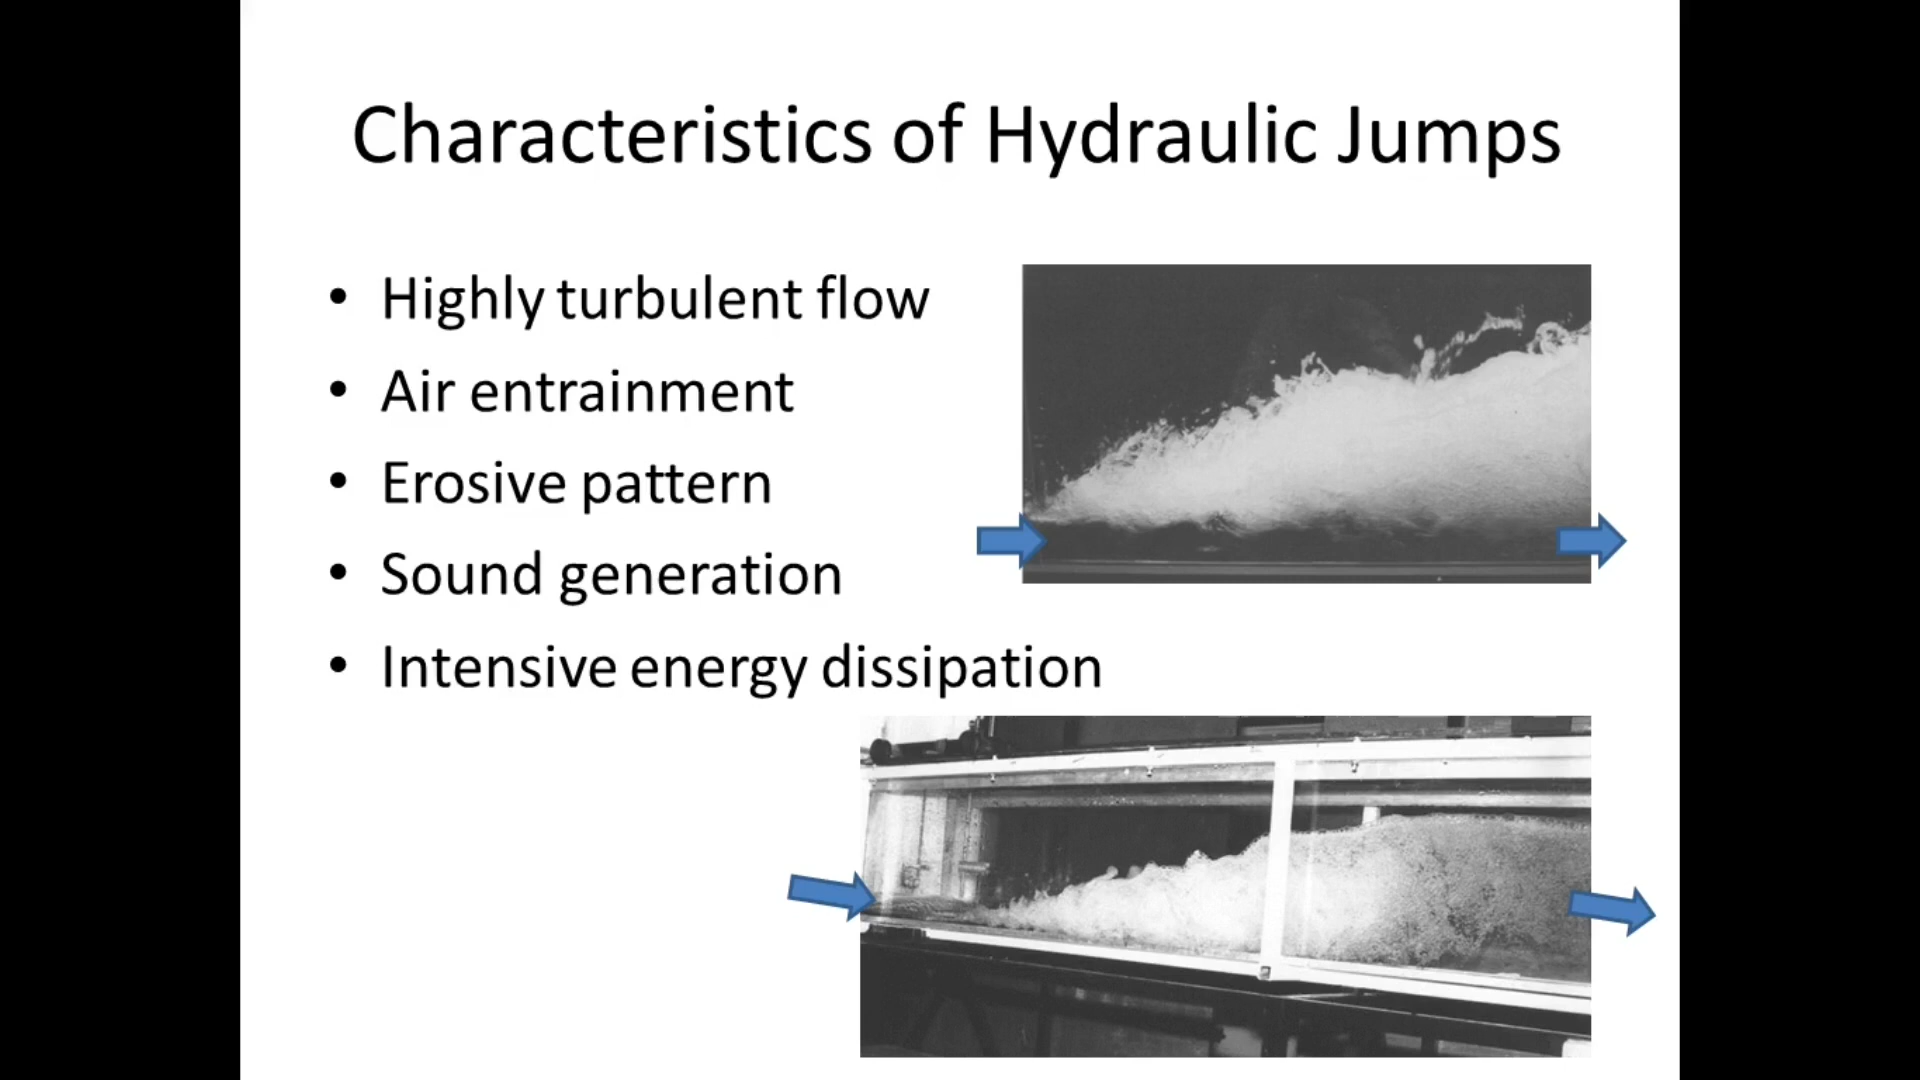 Characteristics of Hydraulic Jumps
• Highly turbulent flow
• Air entrainment
• Erosive pattern
• Sound generation
• Intensive energy dissipation